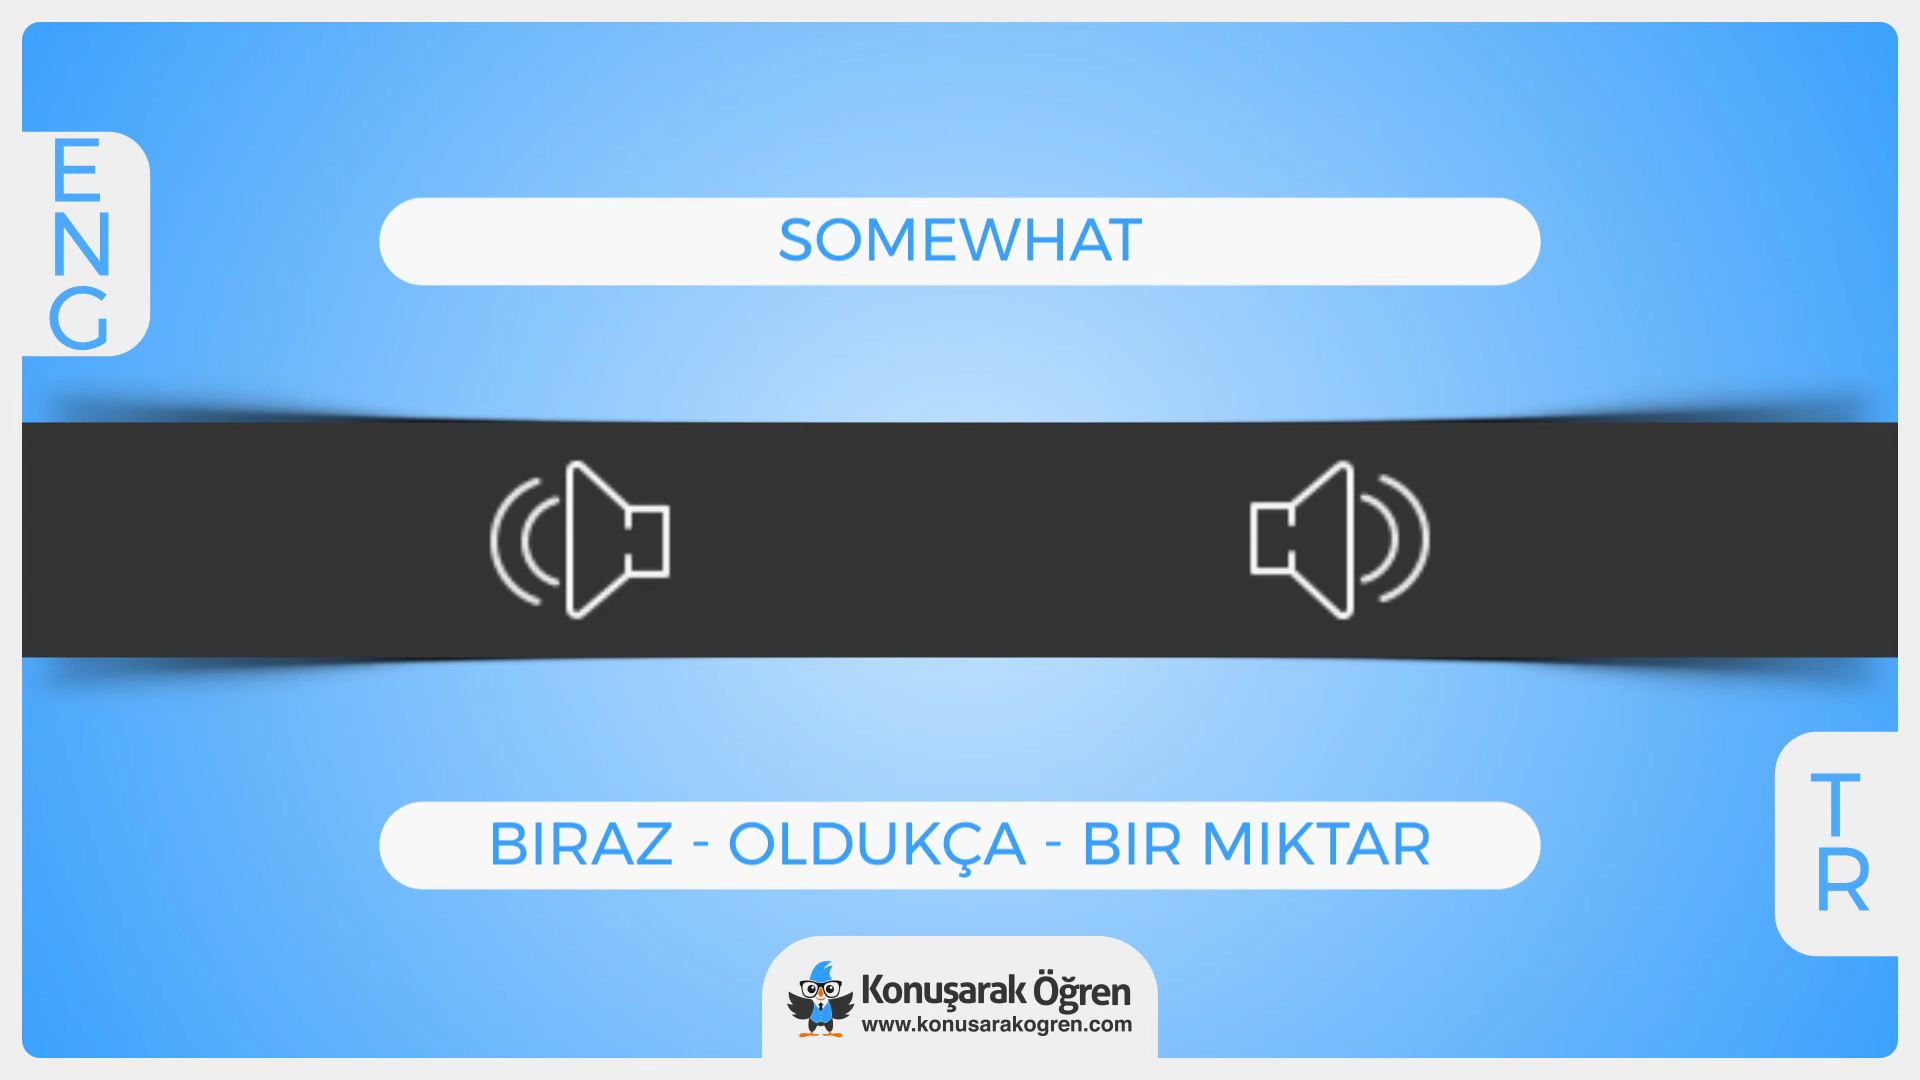 ENG
SOMEWHAT
BIRAZ - OLDUKÇA - BIR MIKTAR
TR
Konuşarak Öğren
www.konusarakogren.com